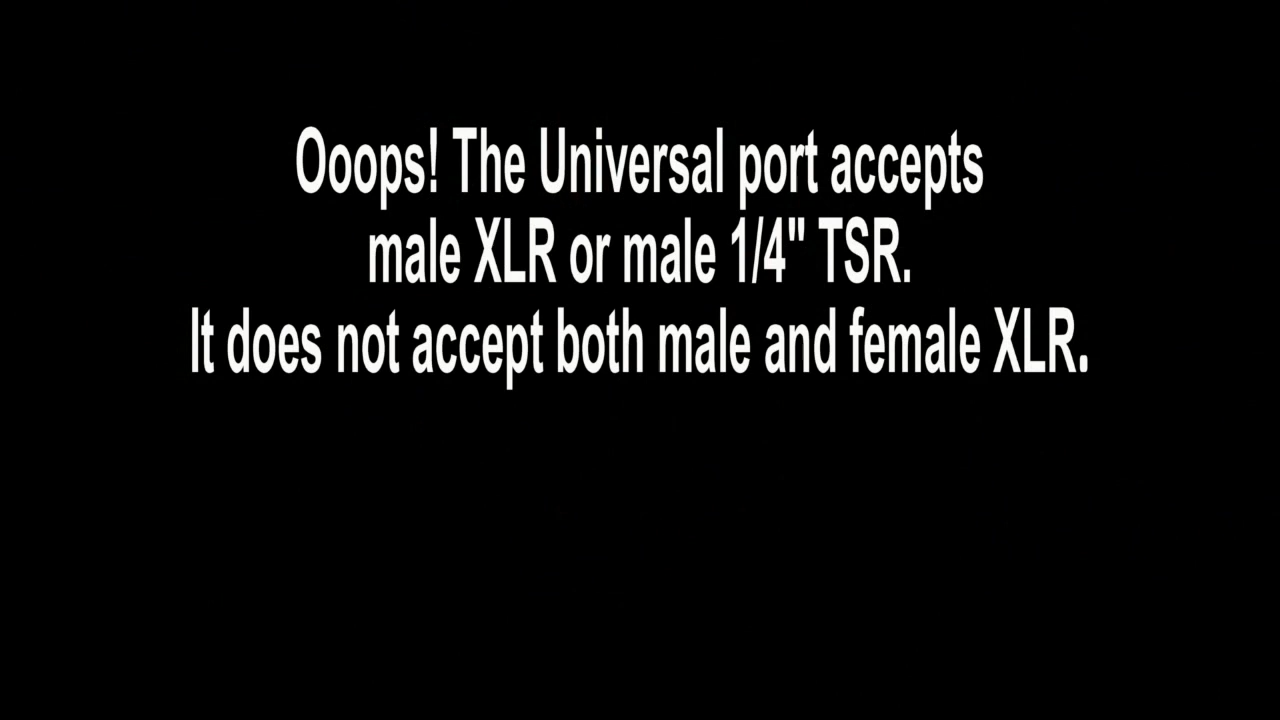 Ooops! The Universal port accepts
male XLR or male 1/4" TSR.
It does not accept both male and female XLR.